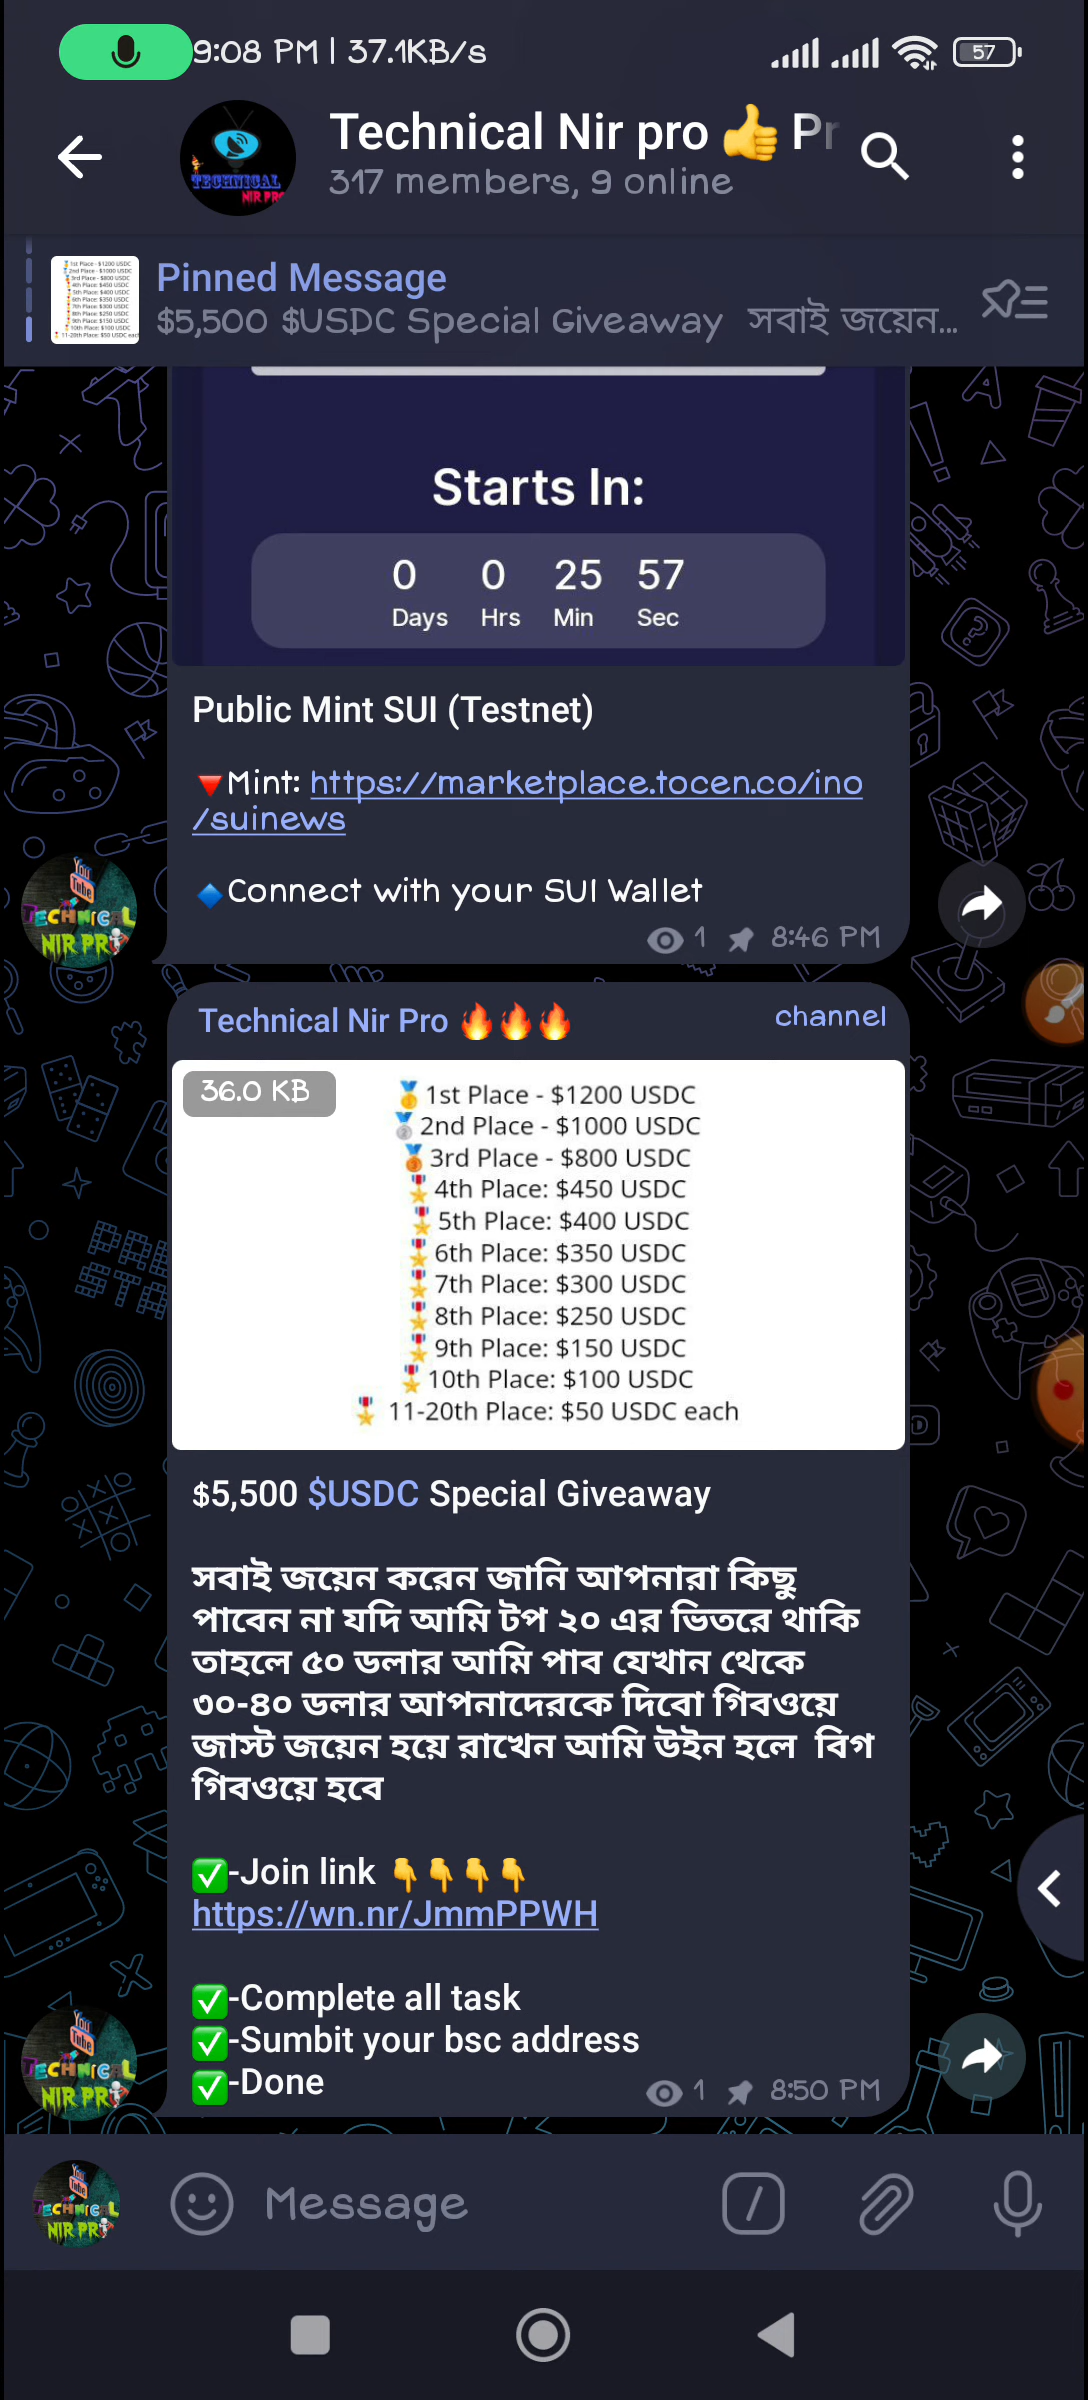 9:08 PM | 37.1KB/s
57
Technical Nir pro 👍 Pr
317 members, 9 online
Pinned Message
$5,500 $USDC Special Giveaway সবাই জয়েন...
Starts In:
0 0 25 57
Days Hrs Min Sec
Public Mint SUI (Testnet)
🔻Mint: https://marketplace.tocen.co/ino
/suinews
🔹Connect with your SUI Wallet
1 8:46 PM
Technical Nir Pro 🔥🔥🔥 channel
36.0 KB
🥇 1st Place - $1200 USDC
🥈 2nd Place - $1000 USDC
🥉 3rd Place - $800 USDC
🎖 4th Place: $450 USDC
🎖 5th Place: $400 USDC
🎖 6th Place: $350 USDC
🎖 7th Place: $300 USDC
🎖 8th Place: $250 USDC
🎖 9th Place: $150 USDC
🎖 10th Place: $100 USDC
🎖 11-20th Place: $50 USDC each
$5,500 $USDC Special Giveaway
সবাই জয়েন করেন জানি আপনারা কিছু
পাবেন না যদি আমি টপ ২০ এর ভিতরে থাকি
তাহলে ৫০ ডলার আমি পাব যেখান থেকে
৩০-৪০ ডলার আপনাদেরকে দিবো গিবওয়ে
জাস্ট জয়েন হয়ে রাখেন আমি উইন হলে বিগ
গিবওয়ে হবে
✅-Join link 👇👇👇👇
https://wn.nr/JmmPPWH
✅-Complete all task
✅-Sumbit your bsc address
✅-Done
1 8:50 PM
Message